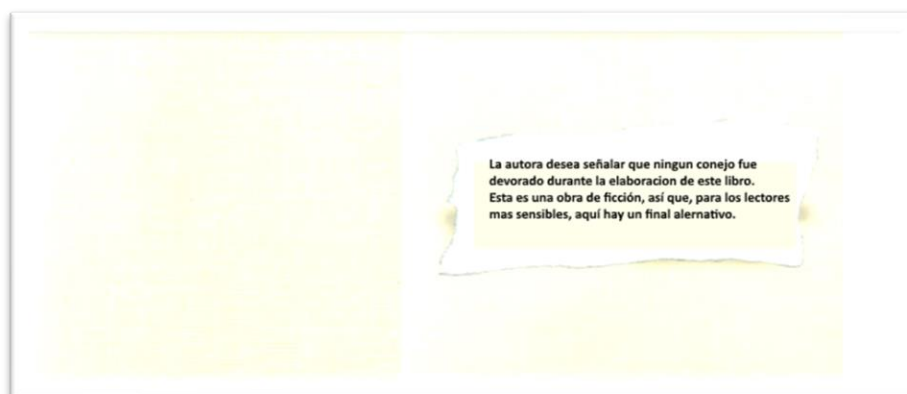 La autora desea señalar que ningun conejo fue
devorado durante la elaboracion de este libro.
Esta es una obra de ficción, así que, para los lectores
mas sensibles, aquí hay un final alernativo.